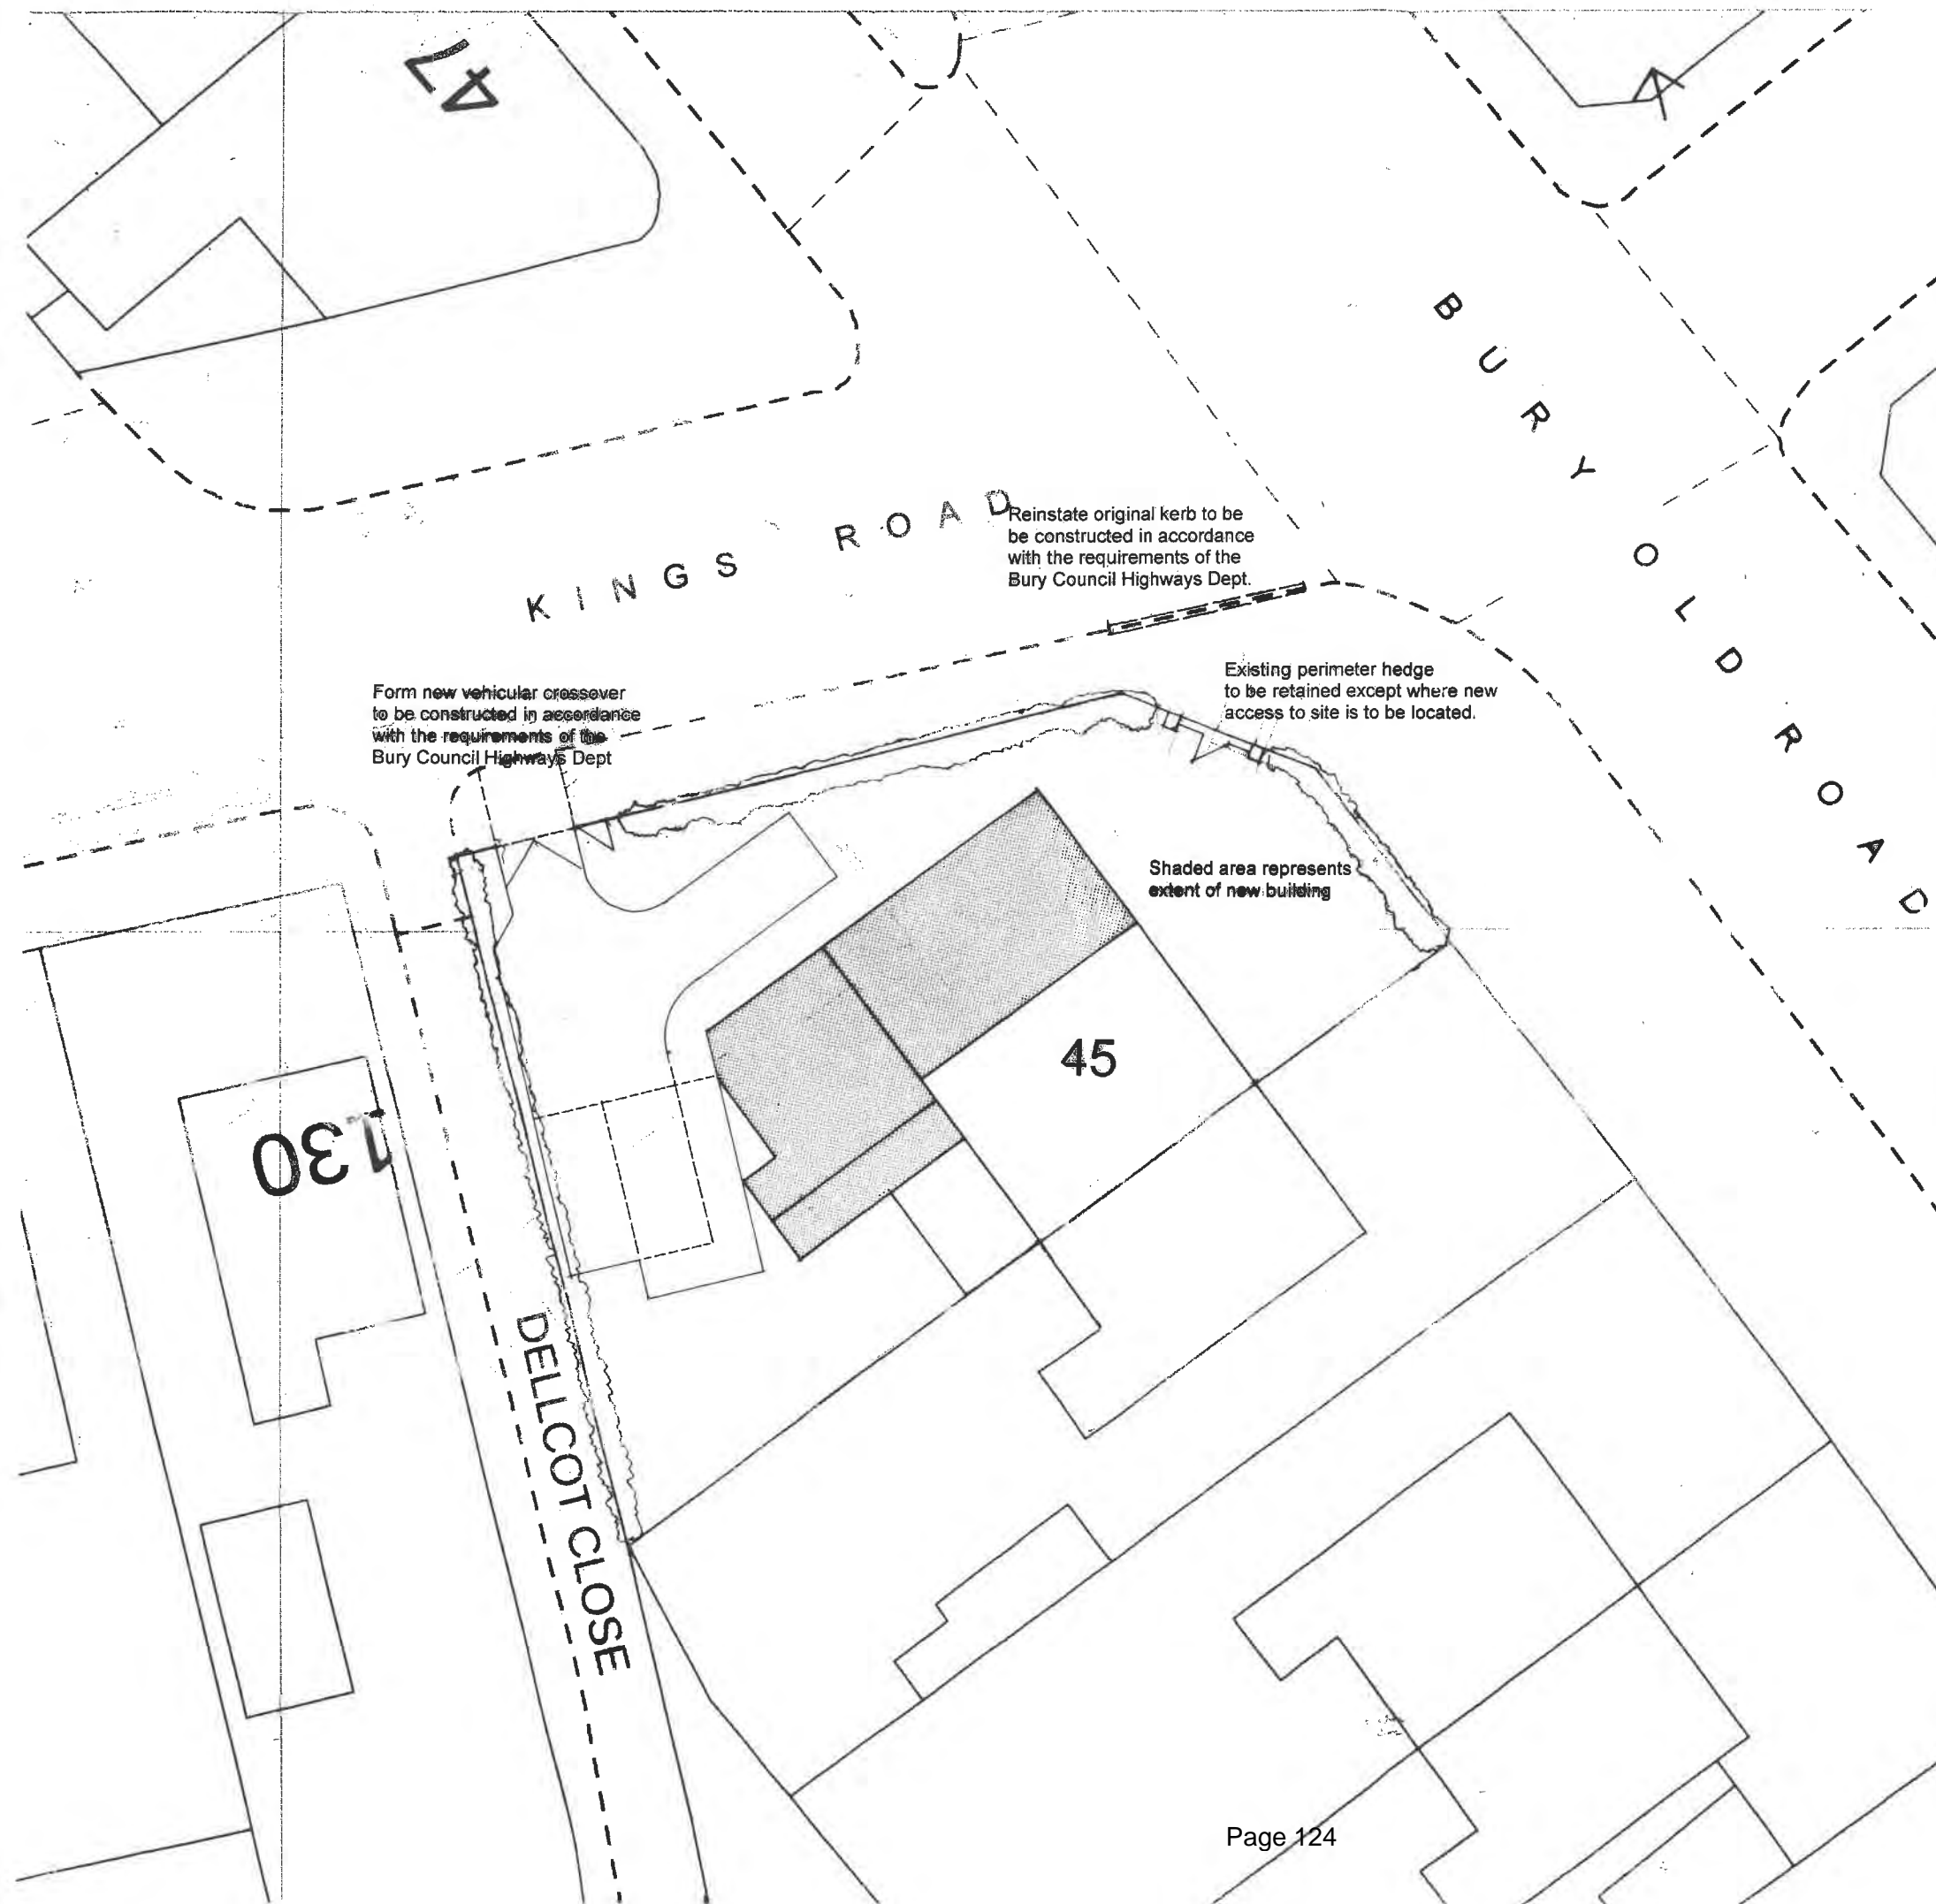 47
4
BURY OLD ROAD
KINGS ROAD
Reinstate original kerb to be
be constructed in accordance
with the requirements of the
Bury Council Highways Dept.
Form new vehicular crossover
to be constructed in accordance
with the requirements of the
Bury Council Highways Dept
Existing perimeter hedge
to be retained except where new
access to site is to be located.
Shaded area represents
extent of new building
45
130
DELLCOT CLOSE
Page 124